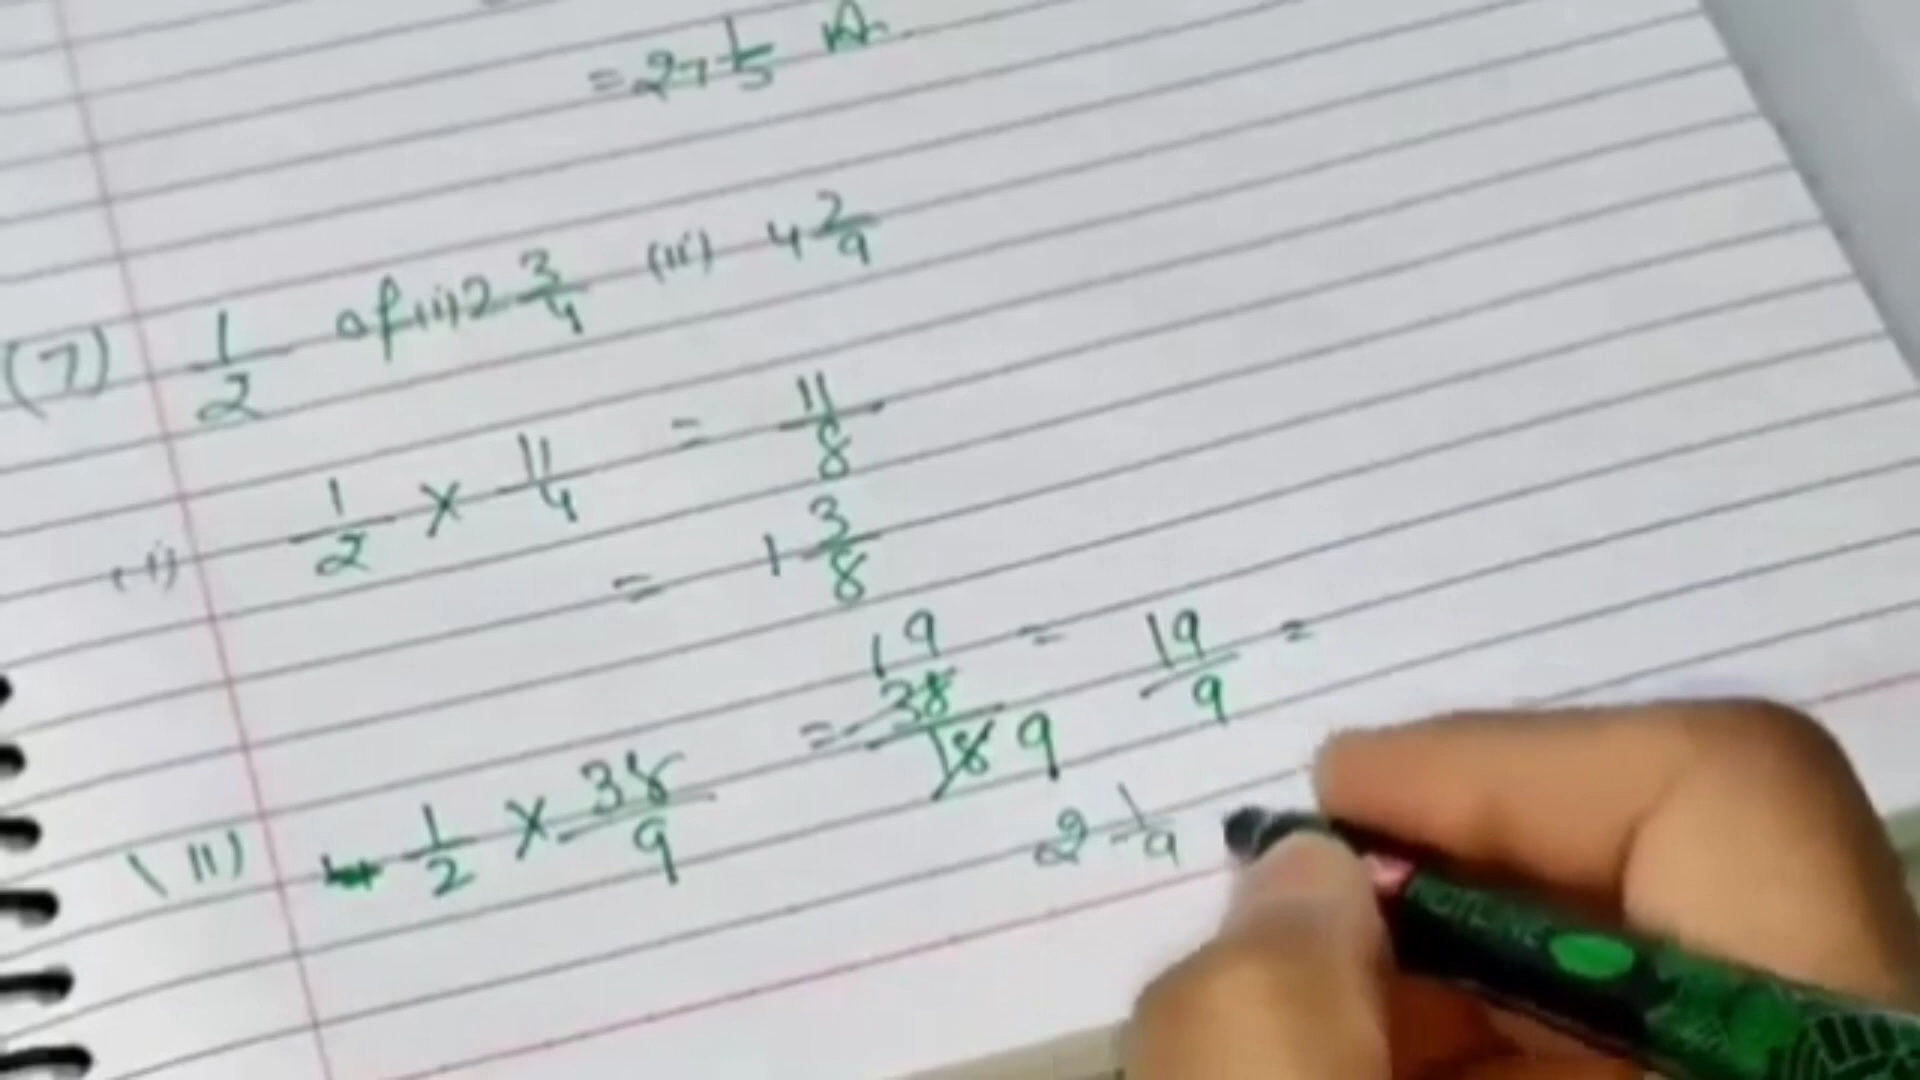 = 27 1/5 A.
(7) 1/2 of (i) 2 3/4 (ii) 4 2/9
(i) 1/2 × 11/4 = 11/8
= 1 3/8
(ii) 1/2 × 38/9 = 38/18 19 9 = 19/9 =
2 1/9